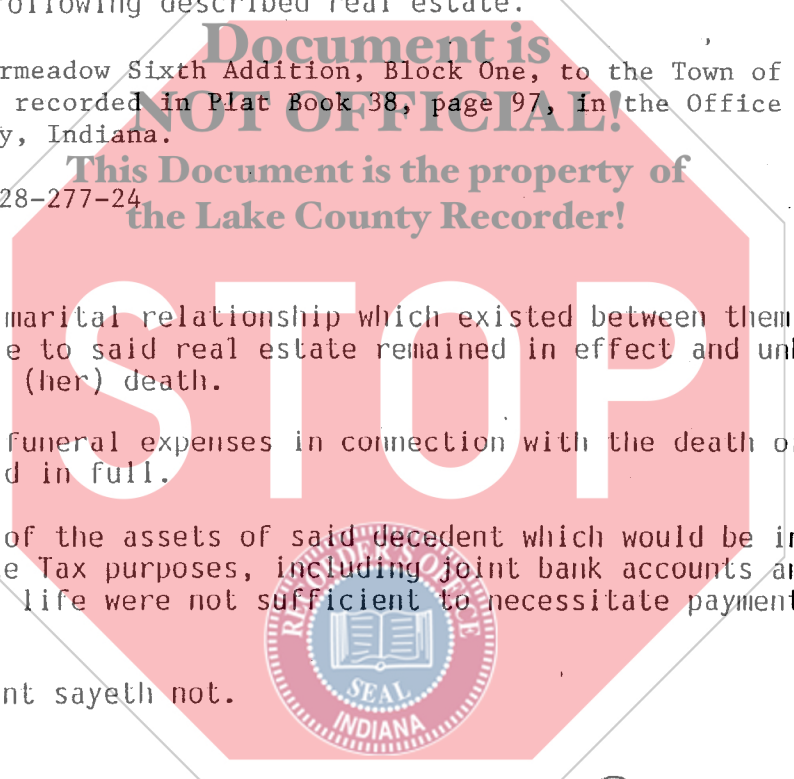 ollowing described real estate.
Document is
rmeadow Sixth Addition, Block One, to the Town of
recorded in Plat Book 38, page 97, in the Office
NOT OFFICIAL!
y, Indiana.
This Document is the property of
28-277-24
the Lake County Recorder!
marital relationship which existed between them
e to said real estate remained in effect and un
(her) death.
STOP
funeral expenses in connection with the death o
d in full.
of the assets of said decedent which would be i
e Tax purposes, including joint bank accounts a
life were not sufficient to necessitate payment
RECORDER'S OFFICE
SEAL
INDIANA
nt sayeth not.